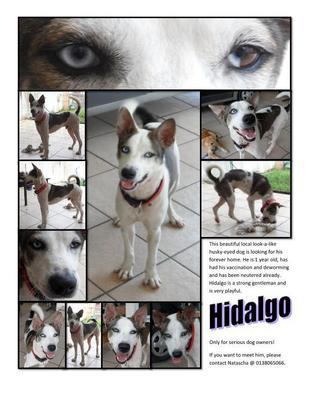 This beautiful local look-a-like
husky-eyed dog is looking for his
forever home. He is 1 year old, has
had his vaccination and deworming
and has been neutered already.
Hidalgo is a strong gentleman and
is very playful.
Hidalgo
Only for serious dog owners!
If you want to meet him, please
contact Natascha @ 0138065066.